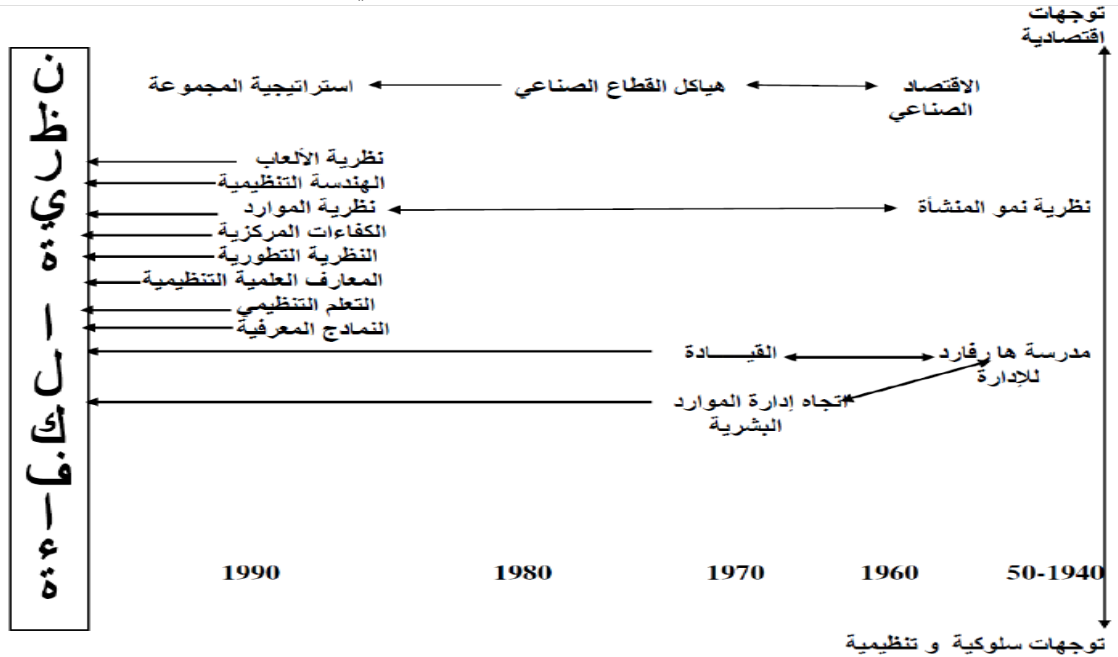 توجهات
اقتصادية
الاقتصاد
الصناعي
هياكل القطاع الصناعي
استراتيجية المجموعة
نظرية الألعاب
الهندسة التنظيمية
نظرية نمو المنشأة
نظرية الموارد
الكفاءات المركزية
النظرية التطورية
المعارف العلمية التنظيمية
التعلم التنظيمي
النماذج المعرفية
مدرسة هارفارد
للإدارة
القيــــادة
اتجاه إدارة الموارد
البشرية
نظرية الكفاءة
50-1940
1960
1970
1980
1990
توجهات سلوكية و تنظيمية